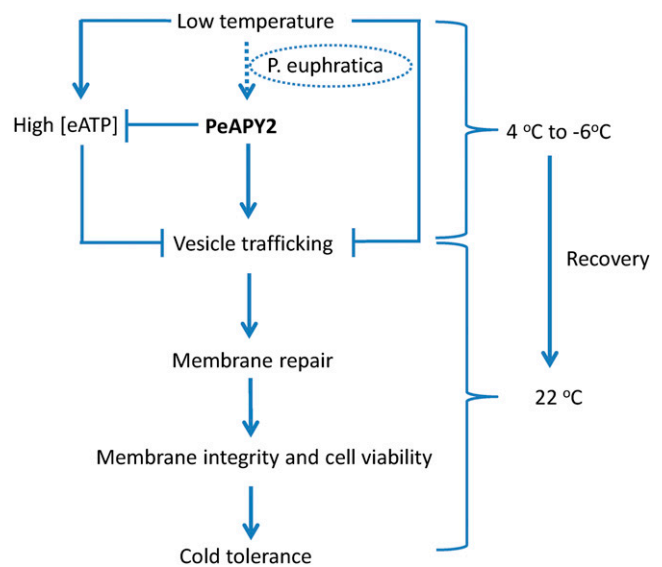 Low temperature
P. euphratica
High [eATP]
PeAPY2
4 °C to -6°C
Vesicle trafficking
Recovery
Membrane repair
22 °C
Membrane integrity and cell viability
Cold tolerance